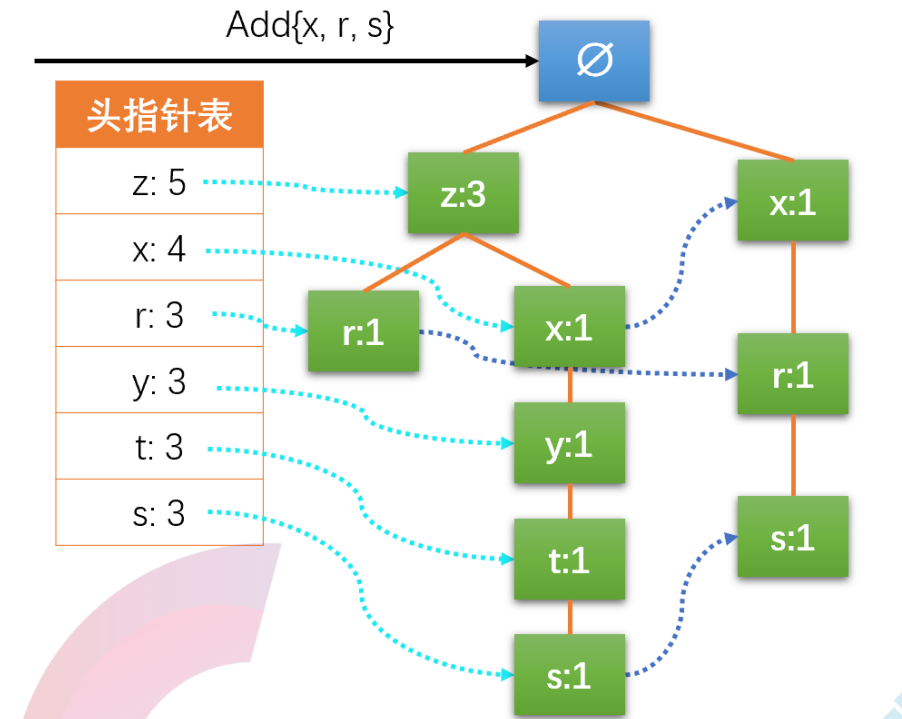 Add{x, r, s}
∅
头指针表
z: 5
x: 4
r: 3
y: 3
t: 3
s: 3
z:3
x:1
r:1
x:1
r:1
y:1
t:1
s:1
s:1